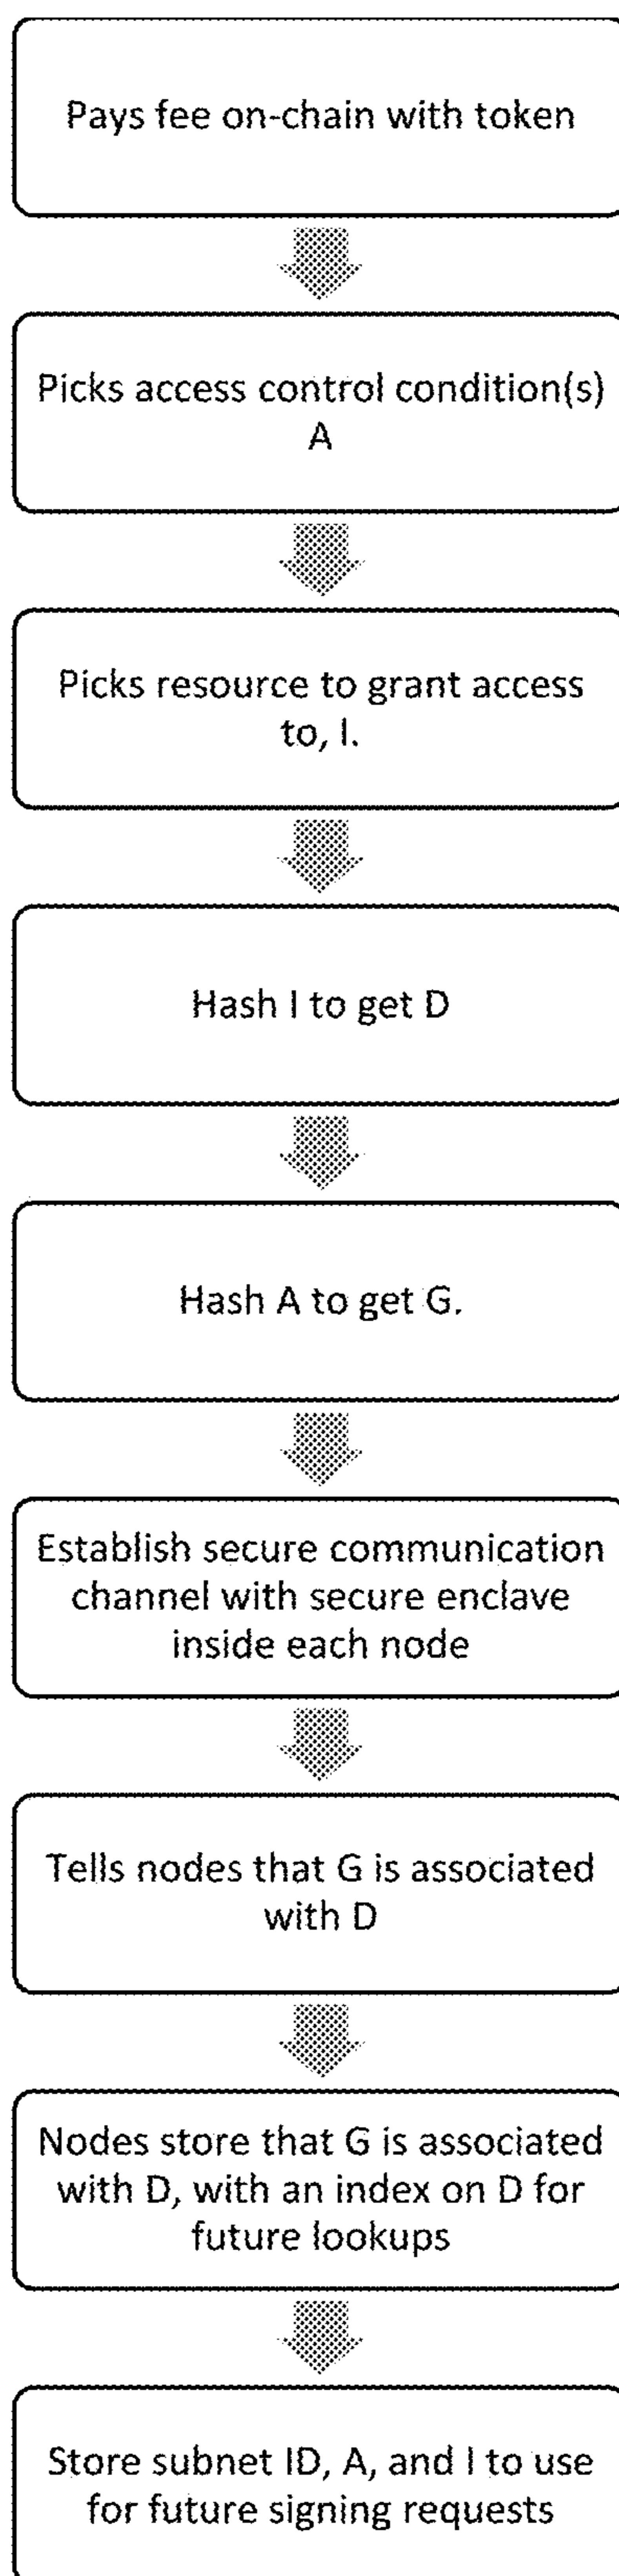 Pays fee on-chain with token
Picks access control condition(s)
A
Picks resource to grant access
to, I.
Hash I to get D
Hash A to get G.
Establish secure communication
channel with secure enclave
inside each node
Tells nodes that G is associated
with D
Nodes store that G is associated
with D, with an index on D for
future lookups
Store subnet ID, A, and I to use
for future signing requests